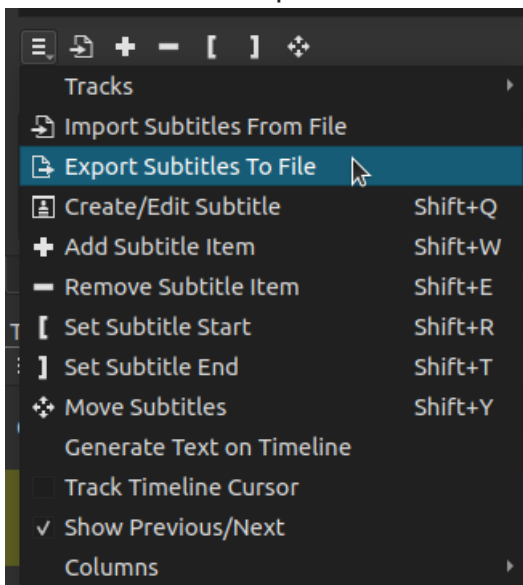 Tracks
Import Subtitles From File
Export Subtitles To File
Create/Edit Subtitle Shift+Q
Add Subtitle Item Shift+W
Remove Subtitle Item Shift+E
Set Subtitle Start Shift+R
Set Subtitle End Shift+T
Move Subtitles Shift+Y
Generate Text on Timeline
Track Timeline Cursor
Show Previous/Next
Columns